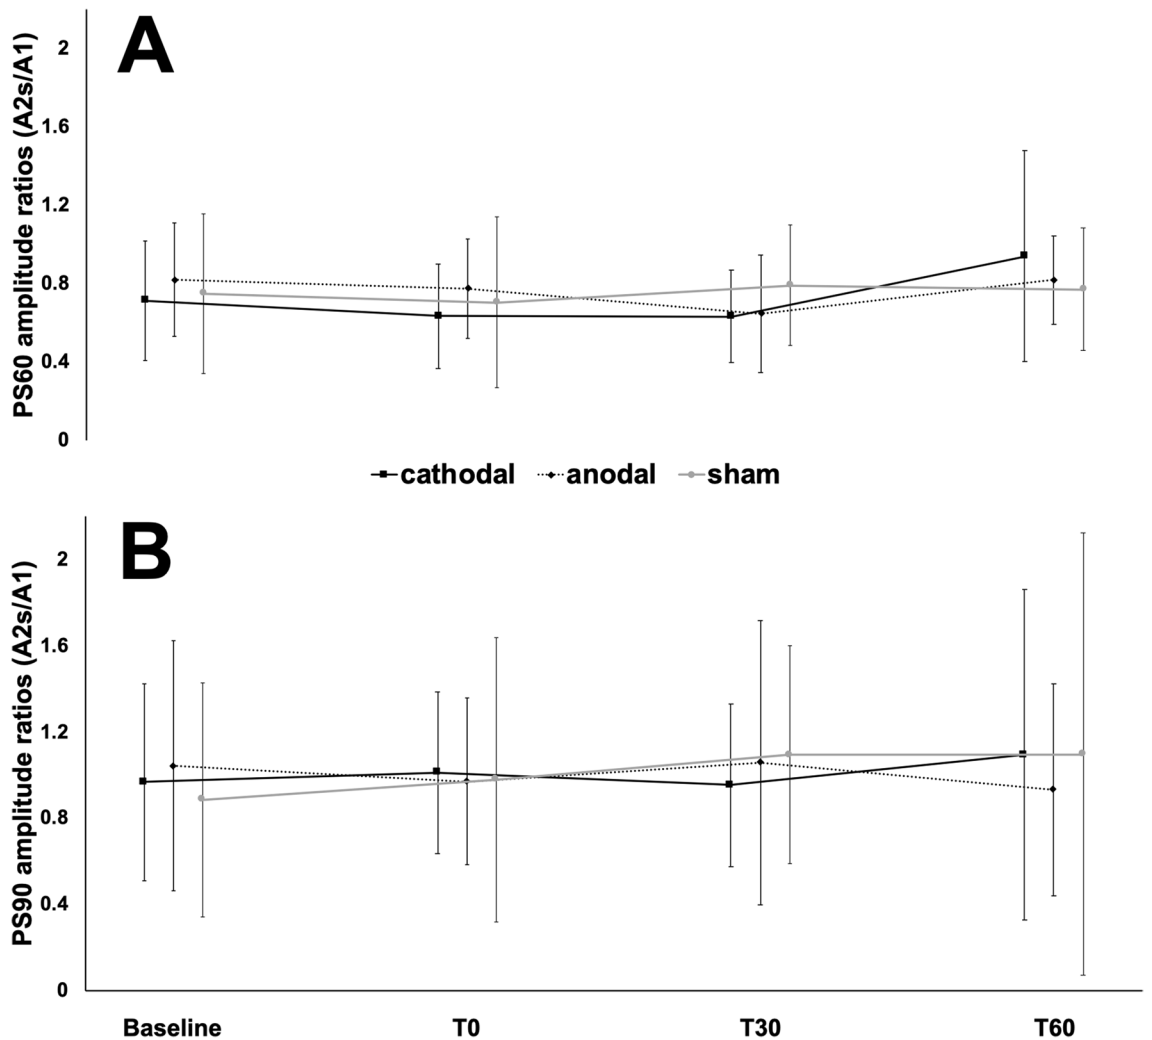 A
PS60 amplitude ratios (A2s/A1)
2
1.6
1.2
0.8
0.4
0
cathodal anodal sham
B
PS90 amplitude ratios (A2s/A1)
2
1.6
1.2
0.8
0.4
0
Baseline T0 T30 T60